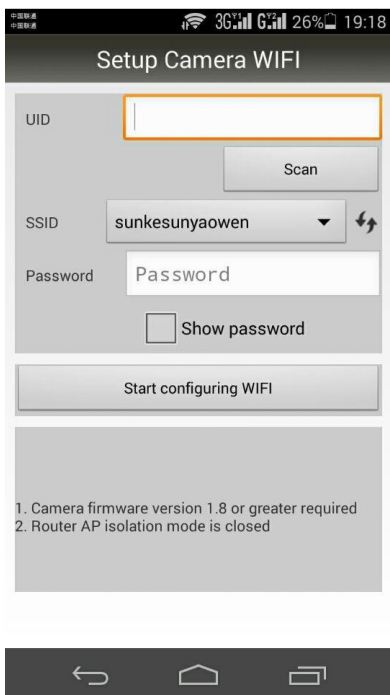 中国联通
中国联通
3G 1 G 2 26% 19:18
Setup Camera WIFI
UID
Scan
SSID sunkesunyaowen
Password Password
Show password
Start configuring WIFI
1. Camera firmware version 1.8 or greater required
2. Router AP isolation mode is closed